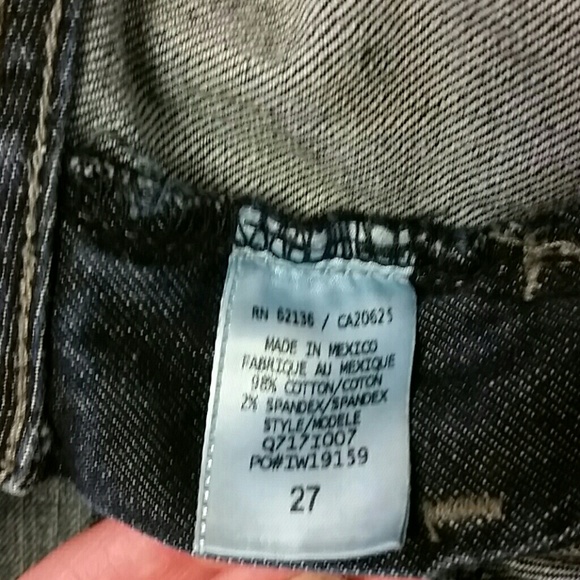 RN 62136 / CA20625
MADE IN MEXICO
FABRIQUE AU MEXIQUE
98% COTTON/COTON
2% SPANDEX/SPANDEX
STYLE/MODELE
Q717I007
PO#IW19159
27